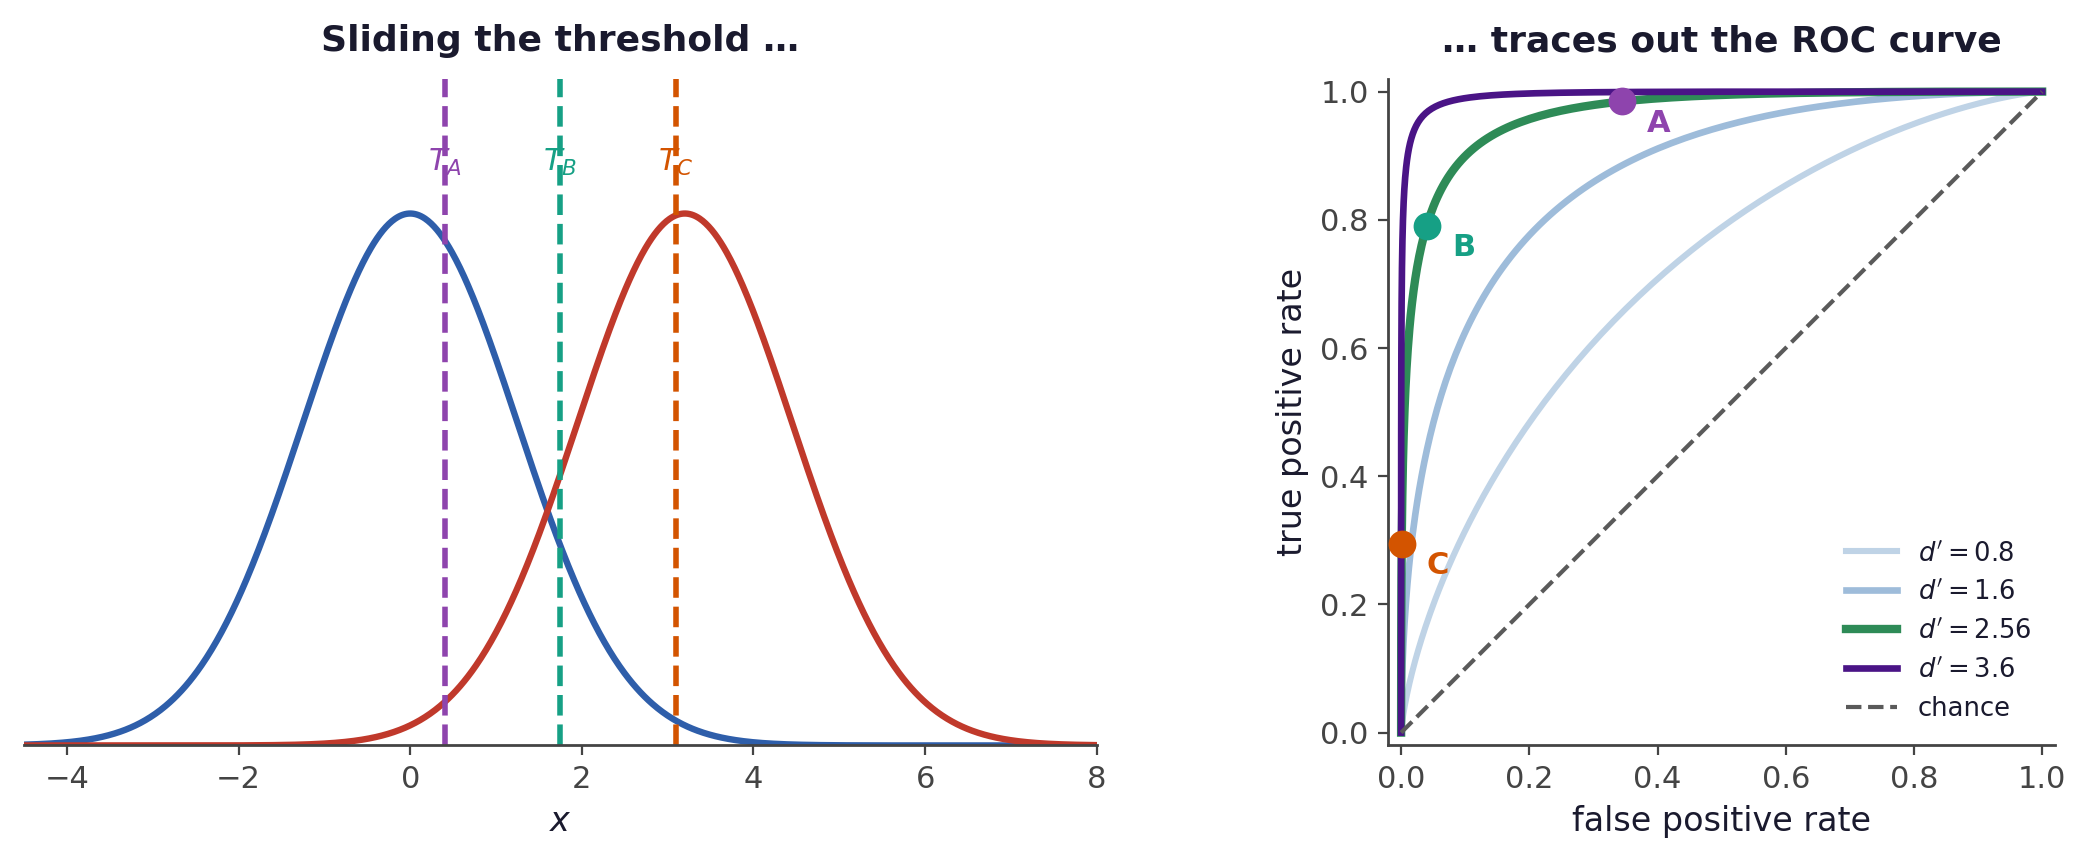 Sliding the threshold …
T_A
T_B
T_C
−4
−2
0
2
4
6
8
x
… traces out the ROC curve
true positive rate
1.0
0.8
0.6
0.4
0.2
0.0
A
B
C
d′ = 0.8
d′ = 1.6
d′ = 2.56
d′ = 3.6
chance
0.0
0.2
0.4
0.6
0.8
1.0
false positive rate